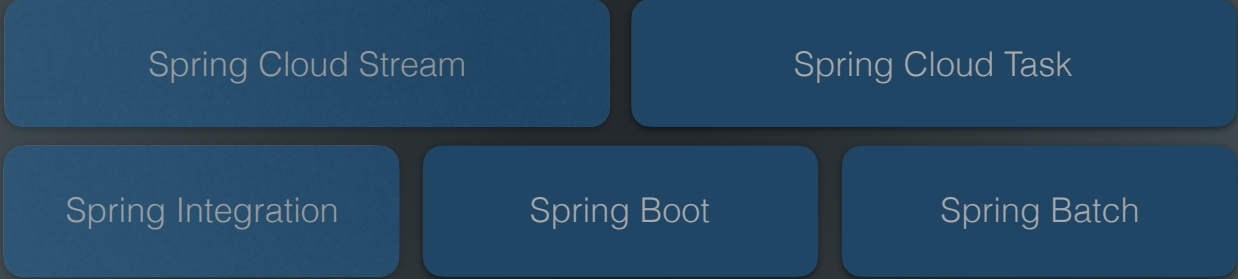 Spring Cloud Stream
Spring Cloud Task
Spring Integration
Spring Boot
Spring Batch